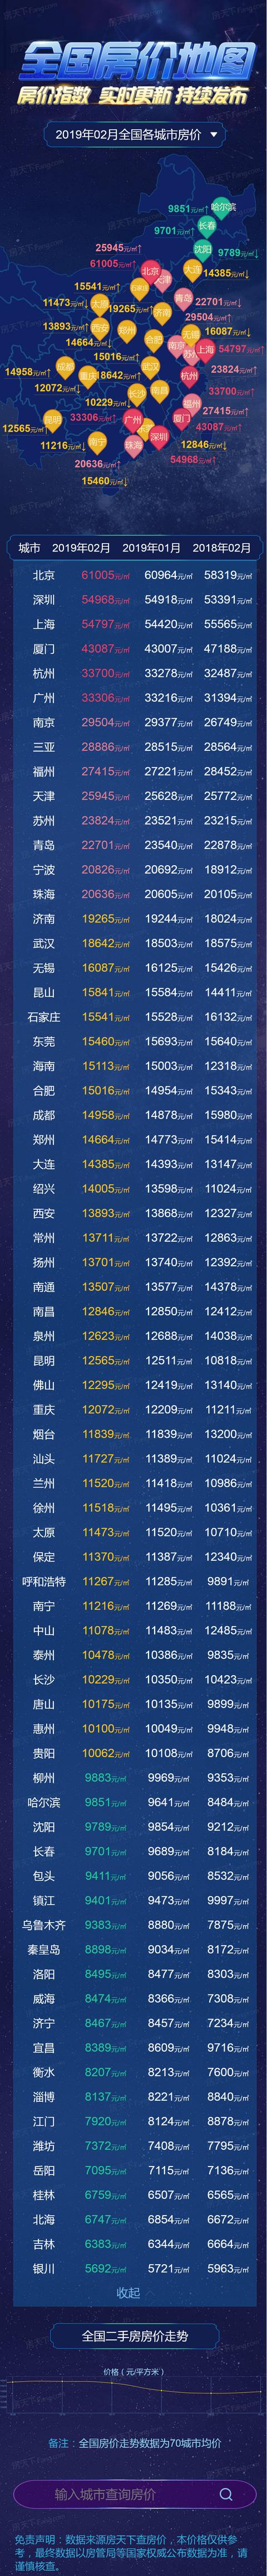 全国房价地图
房价指数 实时更新 持续发布
2019年02月全国各城市房价
9851元/㎡↑ 哈尔滨
9701元/㎡↑ 长春
沈阳 9789元/㎡↓
25945元/㎡↑
61005元/㎡↑ 北京 天津 大连 14385元/㎡↓
15541元/㎡↑ 石家庄
11473元/㎡↓ 太原 19265元/㎡↑ 济南 青岛 22701元/㎡↓
13893元/㎡↑ 西安 郑州 29504元/㎡↑
14664元/㎡↓ 合肥 无锡 16087元/㎡↓
15016元/㎡↑ 南京 苏州 上海 54797元/㎡↑
14958元/㎡↑ 成都 重庆 18642元/㎡↑ 武汉 杭州 23824元/㎡↑
12072元/㎡↓ 长沙 南昌 33700元/㎡↑
10229元/㎡↓ 福州 27415元/㎡↑
12565元/㎡↑ 昆明 33306元/㎡↑ 广州 厦门 43087元/㎡↑
11216元/㎡↓ 南宁 珠海 东莞 深圳 12846元/㎡↓
20636元/㎡↑ 54968元/㎡↑
15460元/㎡↓
城市 2019年02月 2019年01月 2018年02月
北京 61005元/㎡ 60964元/㎡ 58319元/㎡
深圳 54968元/㎡ 54918元/㎡ 53391元/㎡
上海 54797元/㎡ 54420元/㎡ 55565元/㎡
厦门 43087元/㎡ 43007元/㎡ 47188元/㎡
杭州 33700元/㎡ 33278元/㎡ 32487元/㎡
广州 33306元/㎡ 33216元/㎡ 31394元/㎡
南京 29504元/㎡ 29377元/㎡ 26749元/㎡
三亚 28886元/㎡ 28515元/㎡ 28564元/㎡
福州 27415元/㎡ 27221元/㎡ 28452元/㎡
天津 25945元/㎡ 25628元/㎡ 25772元/㎡
苏州 23824元/㎡ 23521元/㎡ 23215元/㎡
青岛 22701元/㎡ 23540元/㎡ 22878元/㎡
宁波 20826元/㎡ 20692元/㎡ 18912元/㎡
珠海 20636元/㎡ 20605元/㎡ 20105元/㎡
济南 19265元/㎡ 19244元/㎡ 18024元/㎡
武汉 18642元/㎡ 18503元/㎡ 18575元/㎡
无锡 16087元/㎡ 16125元/㎡ 15426元/㎡
昆山 15841元/㎡ 15584元/㎡ 14411元/㎡
石家庄 15541元/㎡ 15528元/㎡ 16132元/㎡
东莞 15460元/㎡ 15693元/㎡ 15640元/㎡
海南 15113元/㎡ 15003元/㎡ 12318元/㎡
合肥 15016元/㎡ 14954元/㎡ 15343元/㎡
成都 14958元/㎡ 14878元/㎡ 15980元/㎡
郑州 14664元/㎡ 14773元/㎡ 15414元/㎡
大连 14385元/㎡ 14393元/㎡ 13147元/㎡
绍兴 14005元/㎡ 13598元/㎡ 11024元/㎡
西安 13893元/㎡ 13868元/㎡ 12327元/㎡
常州 13711元/㎡ 13722元/㎡ 12863元/㎡
扬州 13701元/㎡ 13740元/㎡ 12392元/㎡
南通 13507元/㎡ 13577元/㎡ 14378元/㎡
南昌 12846元/㎡ 12850元/㎡ 12412元/㎡
泉州 12623元/㎡ 12688元/㎡ 14038元/㎡
昆明 12565元/㎡ 12511元/㎡ 10818元/㎡
佛山 12295元/㎡ 12419元/㎡ 13140元/㎡
重庆 12072元/㎡ 12209元/㎡ 11211元/㎡
烟台 11839元/㎡ 11839元/㎡ 13200元/㎡
汕头 11727元/㎡ 11389元/㎡ 11024元/㎡
兰州 11520元/㎡ 11418元/㎡ 10986元/㎡
徐州 11518元/㎡ 11495元/㎡ 10361元/㎡
太原 11473元/㎡ 11520元/㎡ 10710元/㎡
保定 11370元/㎡ 11387元/㎡ 12340元/㎡
呼和浩特 11267元/㎡ 11285元/㎡ 9891元/㎡
南宁 11216元/㎡ 11269元/㎡ 11188元/㎡
中山 11078元/㎡ 11483元/㎡ 12485元/㎡
泰州 10478元/㎡ 10386元/㎡ 9835元/㎡
长沙 10229元/㎡ 10350元/㎡ 10423元/㎡
唐山 10175元/㎡ 10135元/㎡ 9899元/㎡
惠州 10100元/㎡ 10049元/㎡ 9948元/㎡
贵阳 10062元/㎡ 10108元/㎡ 8706元/㎡
柳州 9883元/㎡ 9969元/㎡ 9353元/㎡
哈尔滨 9851元/㎡ 9641元/㎡ 8484元/㎡
沈阳 9789元/㎡ 9854元/㎡ 9212元/㎡
长春 9701元/㎡ 9689元/㎡ 8184元/㎡
包头 9411元/㎡ 9056元/㎡ 8532元/㎡
镇江 9401元/㎡ 9473元/㎡ 9997元/㎡
乌鲁木齐 9383元/㎡ 8880元/㎡ 7875元/㎡
秦皇岛 8898元/㎡ 9034元/㎡ 8172元/㎡
洛阳 8495元/㎡ 8477元/㎡ 8303元/㎡
威海 8474元/㎡ 8366元/㎡ 7308元/㎡
济宁 8467元/㎡ 8457元/㎡ 7234元/㎡
宜昌 8389元/㎡ 8609元/㎡ 9716元/㎡
衡水 8207元/㎡ 8213元/㎡ 7600元/㎡
淄博 8137元/㎡ 8221元/㎡ 8840元/㎡
江门 7920元/㎡ 8124元/㎡ 8878元/㎡
潍坊 7372元/㎡ 7408元/㎡ 7795元/㎡
岳阳 7095元/㎡ 7115元/㎡ 7136元/㎡
桂林 6759元/㎡ 6507元/㎡ 6565元/㎡
北海 6747元/㎡ 6854元/㎡ 6672元/㎡
吉林 6383元/㎡ 6344元/㎡ 6664元/㎡
银川 5692元/㎡ 5721元/㎡ 5963元/㎡
收起
全国二手房房价走势
价格（元/平方米）
备注：全国房价走势数据为70城市均价
输入城市查询房价
免责声明：数据来源房天下查房价，本价格仅供参
考，最终数据以房管局等国家权威公布数据为准，请
谨慎核查。